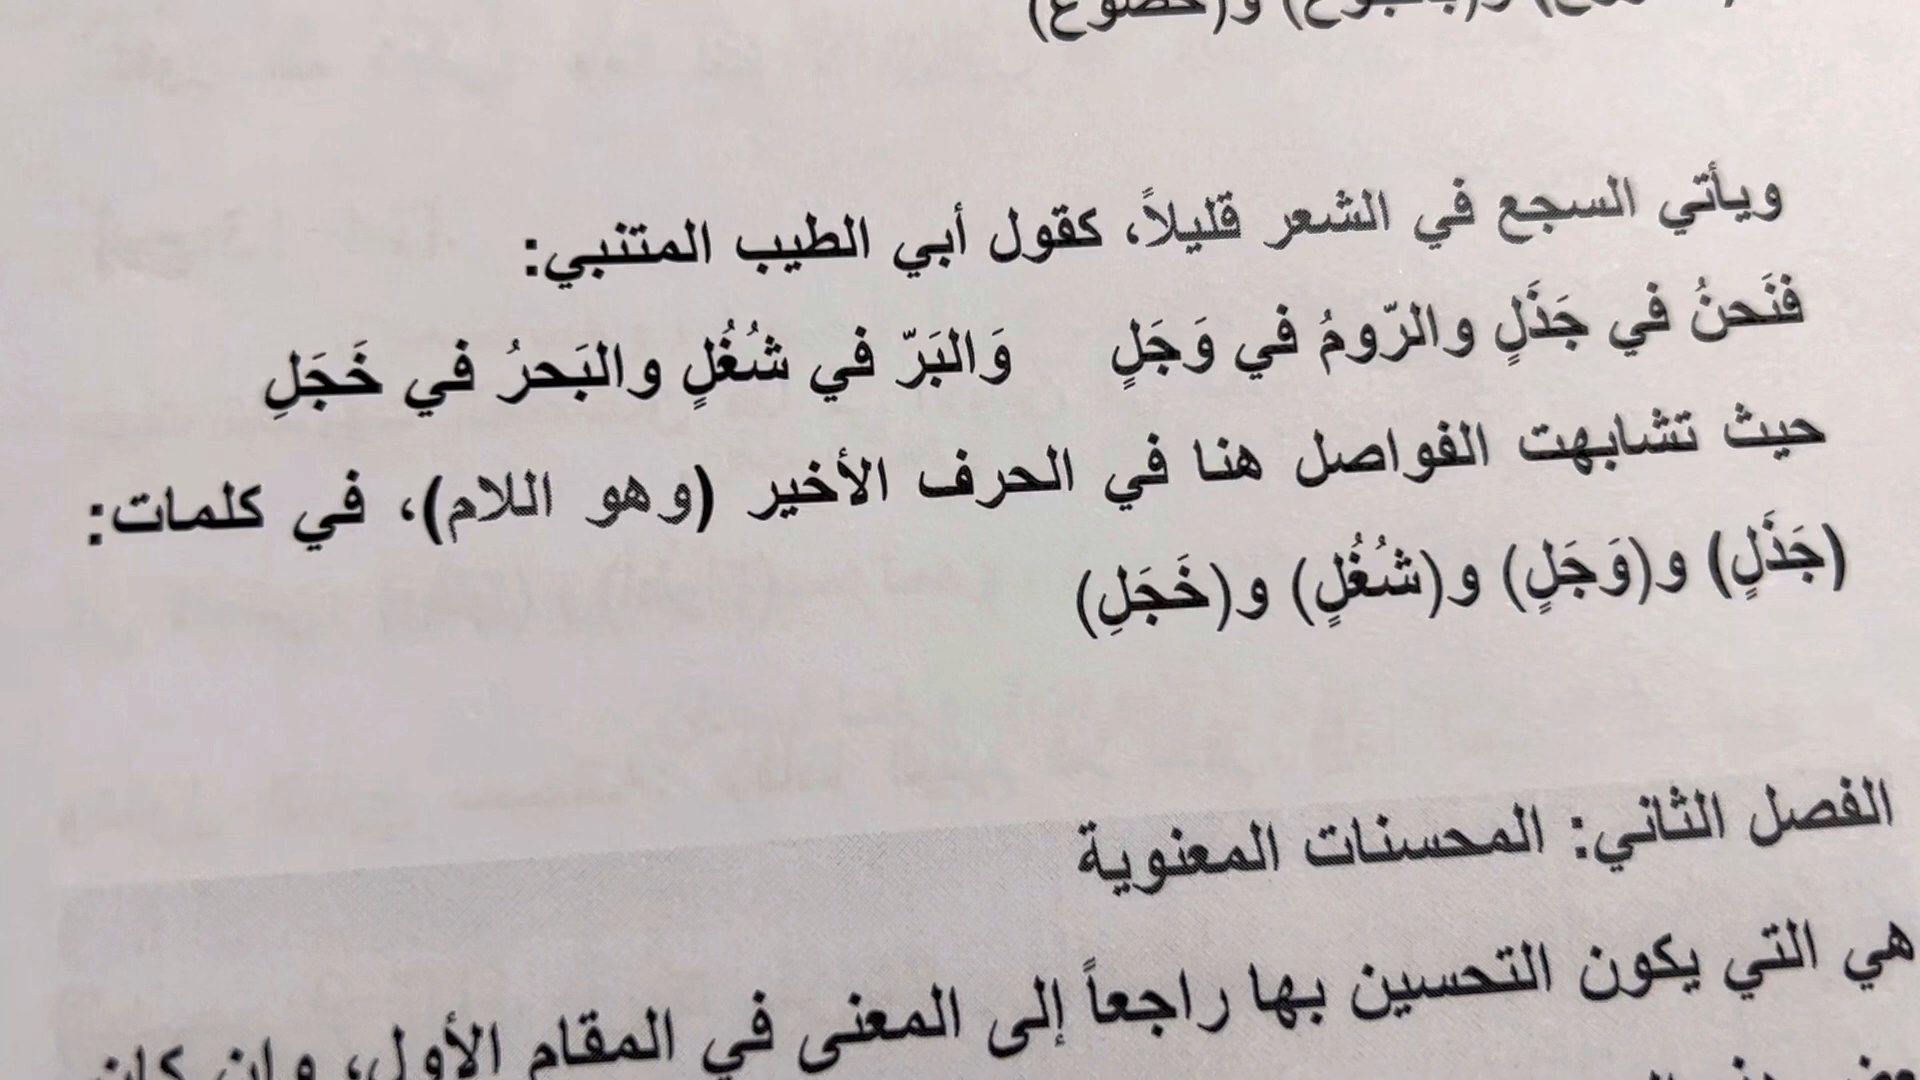 و(خضوع)
ويأتي السجع في الشعر قليلاً، كقول أبي الطيب المتنبي:
فنَحنُ في جَذَلٍ والرّومُ في وَجَلٍ وَالبَرّ في شُغُلٍ والبَحرُ في خَجَلِ
حيث تشابهت الفواصل هنا في الحرف الأخير (وهو اللام)، في كلمات:
(جَذَلٍ) و(وَجَلٍ) و(شُغُلٍ) و(خَجَلِ)
الفصل الثاني: المحسنات المعنوية
هي التي يكون التحسين بها راجعاً إلى المعنى في المقام الأول، وإن كان